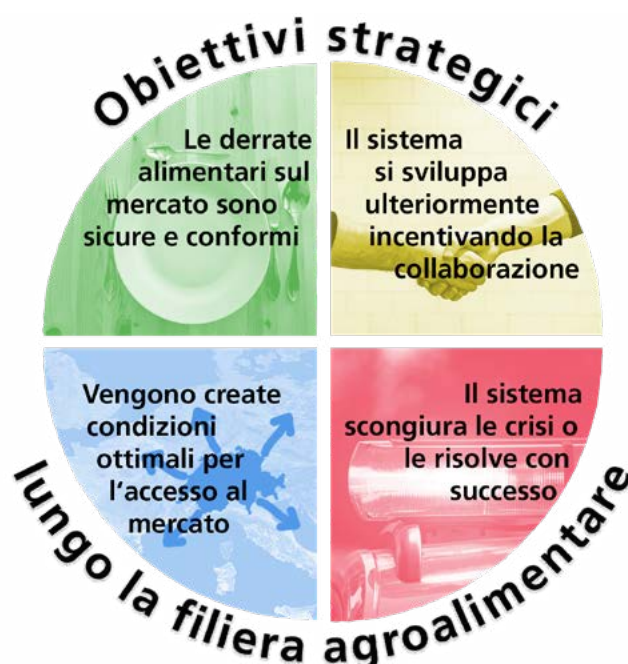 Obiettivi strategici
Le derrate
alimentari sul
mercato sono
sicure e conformi
Il sistema
si sviluppa
ulteriormente
incentivando la
collaborazione
Vengono create
condizioni
ottimali per
l'accesso al
mercato
Il sistema
scongiura le crisi o
le risolve con
successo
lungo la filiera agroalimentare